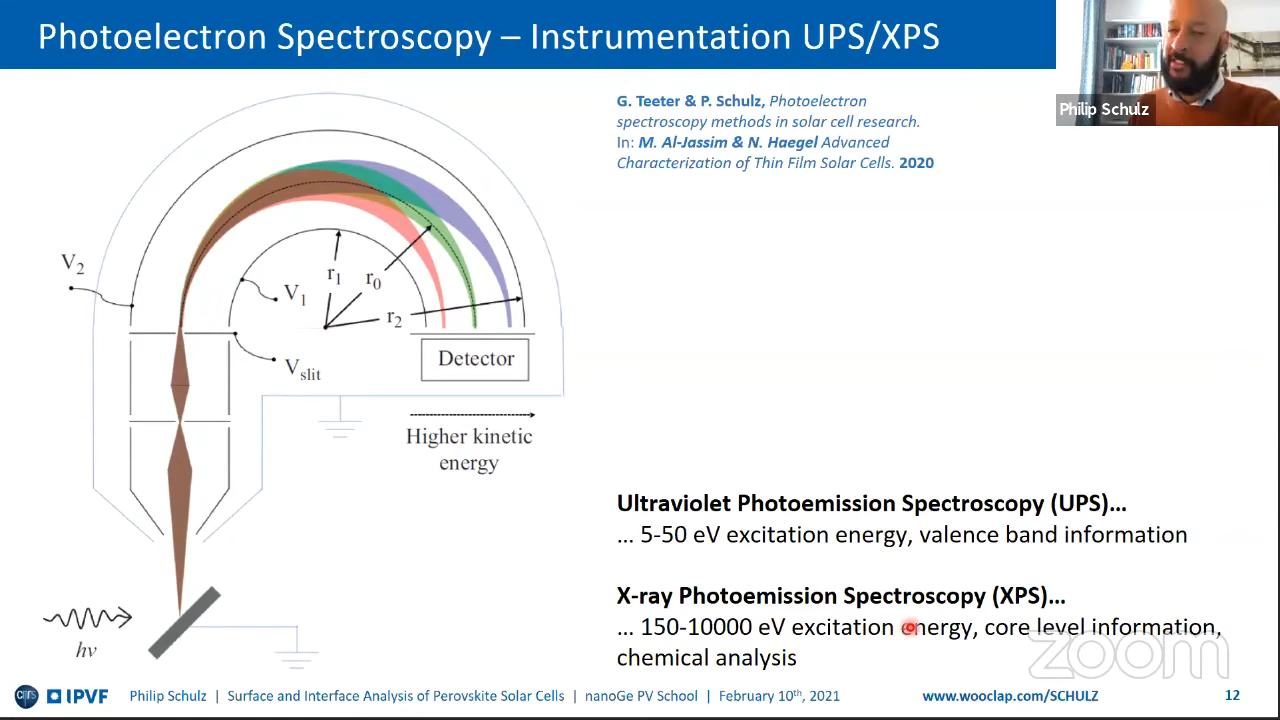 Photoelectron Spectroscopy – Instrumentation UPS/XPS
Philip Schulz
G. Teeter & P. Schulz, Photoelectron
spectroscopy methods in solar cell research.
In: M. Al-Jassim & N. Haegel Advanced
Characterization of Thin Film Solar Cells. 2020
V2
V1
r1
r0
r2
Vslit
Detector
Higher kinetic
energy
hν
Ultraviolet Photoemission Spectroscopy (UPS)...
... 5-50 eV excitation energy, valence band information
X-ray Photoemission Spectroscopy (XPS)...
... 150-10000 eV excitation energy, core level information,
chemical analysis
zoom
cnrs IPVF Philip Schulz | Surface and Interface Analysis of Perovskite Solar Cells | nanoGe PV School | February 10th, 2021 www.wooclap.com/SCHULZ 12